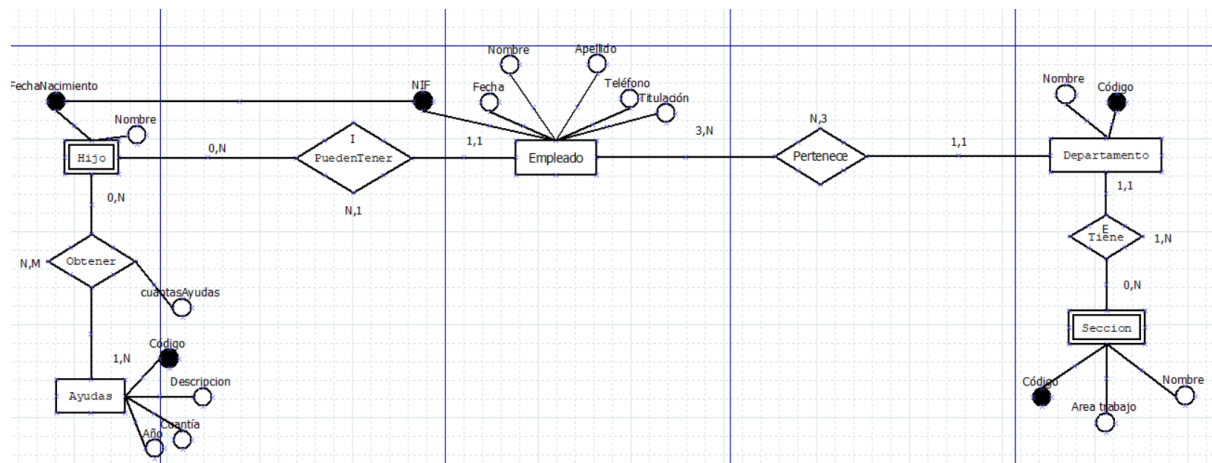 Nombre
Apellido
FechaNacimiento
NIF
Fecha
Teléfono
Titulación
Nombre
Código
Nombre
Hijo
0,N
I
PuedenTener
N,1
1,1
Empleado
3,N
N,3
Pertenece
1,1
Departamento
0,N
1,1
N,M
Obtener
E
Tiene
1,N
cuantasAyudas
0,N
Seccion
1,N
Código
Ayudas
Descripcion
Cuantía
Año
Código
Area trabajo
Nombre